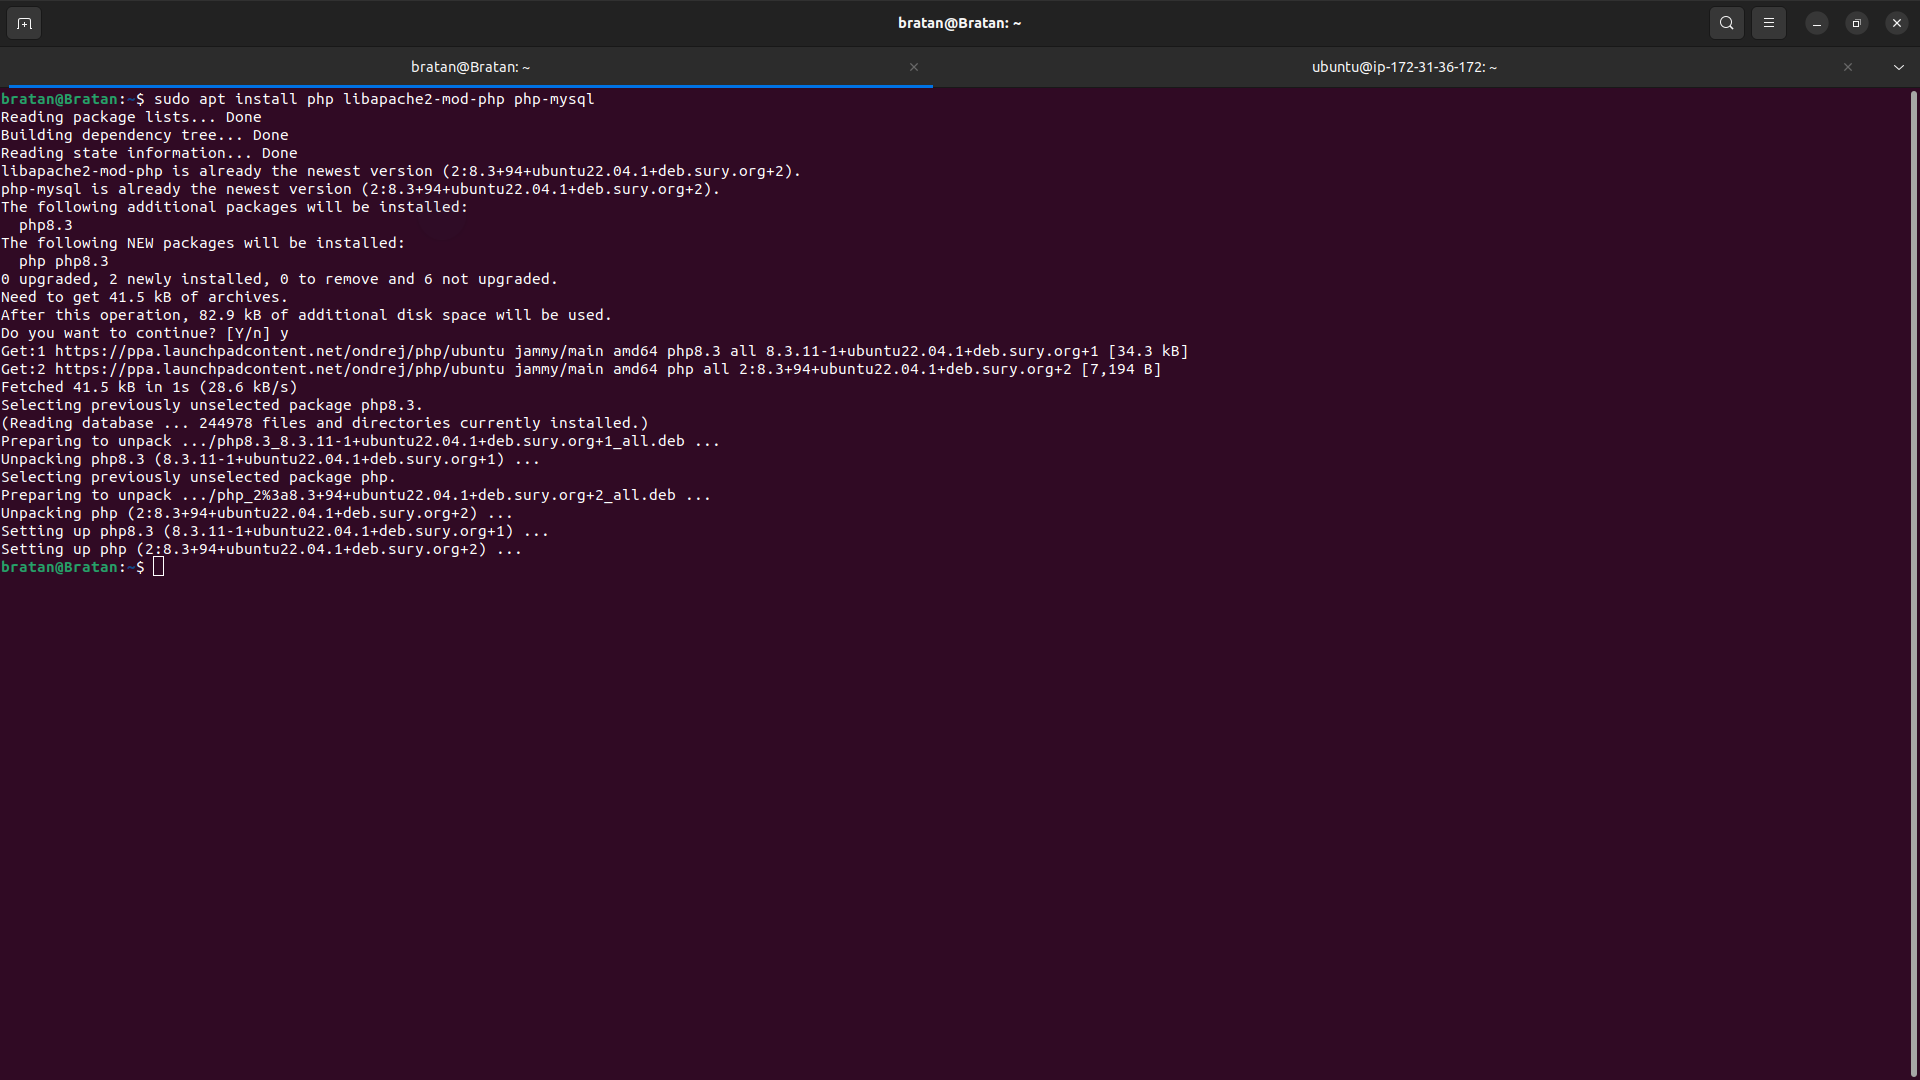 bratan@Bratan: ~
bratan@Bratan: ~
ubuntu@ip-172-31-36-172: ~
bratan@Bratan:~$ sudo apt install php libapache2-mod-php php-mysql
Reading package lists... Done
Building dependency tree... Done
Reading state information... Done
libapache2-mod-php is already the newest version (2:8.3+94+ubuntu22.04.1+deb.sury.org+2).
php-mysql is already the newest version (2:8.3+94+ubuntu22.04.1+deb.sury.org+2).
The following additional packages will be installed:
  php8.3
The following NEW packages will be installed:
  php php8.3
0 upgraded, 2 newly installed, 0 to remove and 6 not upgraded.
Need to get 41.5 kB of archives.
After this operation, 82.9 kB of additional disk space will be used.
Do you want to continue? [Y/n] y
Get:1 https://ppa.launchpadcontent.net/ondrej/php/ubuntu jammy/main amd64 php8.3 all 8.3.11-1+ubuntu22.04.1+deb.sury.org+1 [34.3 kB]
Get:2 https://ppa.launchpadcontent.net/ondrej/php/ubuntu jammy/main amd64 php all 2:8.3+94+ubuntu22.04.1+deb.sury.org+2 [7,194 B]
Fetched 41.5 kB in 1s (28.6 kB/s)
Selecting previously unselected package php8.3.
(Reading database ... 244978 files and directories currently installed.)
Preparing to unpack .../php8.3_8.3.11-1+ubuntu22.04.1+deb.sury.org+1_all.deb ...
Unpacking php8.3 (8.3.11-1+ubuntu22.04.1+deb.sury.org+1) ...
Selecting previously unselected package php.
Preparing to unpack .../php_2%3a8.3+94+ubuntu22.04.1+deb.sury.org+2_all.deb ...
Unpacking php (2:8.3+94+ubuntu22.04.1+deb.sury.org+2) ...
Setting up php8.3 (8.3.11-1+ubuntu22.04.1+deb.sury.org+1) ...
Setting up php (2:8.3+94+ubuntu22.04.1+deb.sury.org+2) ...
bratan@Bratan:~$